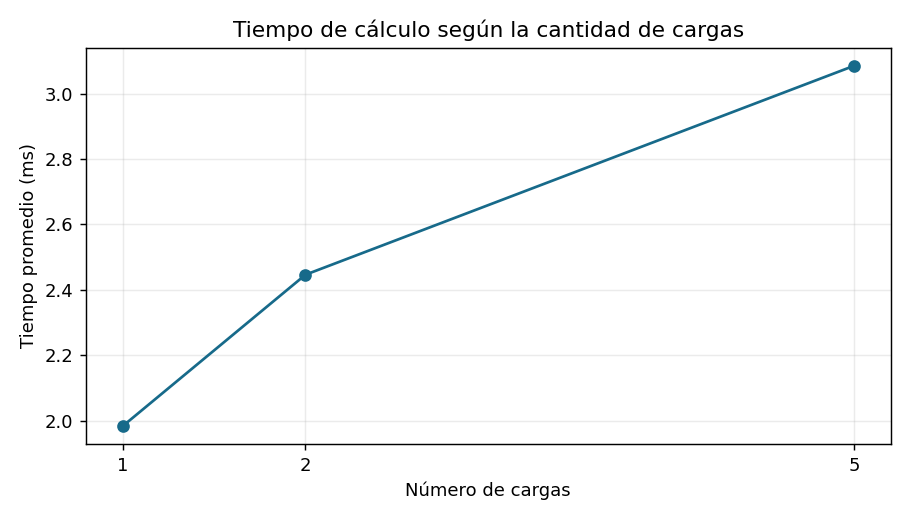 Tiempo de cálculo según la cantidad de cargas
Tiempo promedio (ms)
3.0
2.8
2.6
2.4
2.2
2.0
1 2 5
Número de cargas